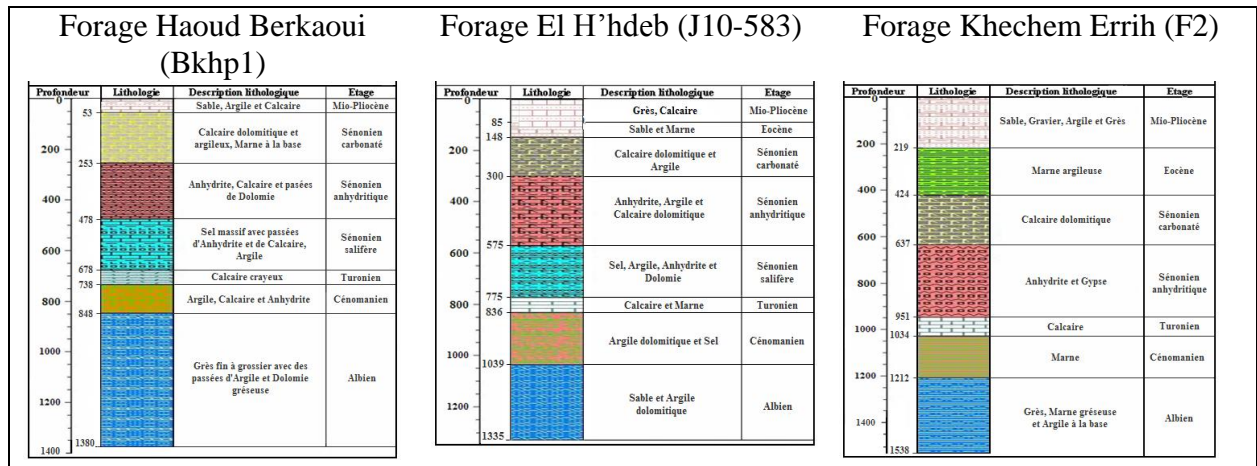 Forage Haoud Berkaoui
(Bkhp1)
Profondeur Lithologie Description lithologique Etage
0
Sable, Argile et Calcaire Mio-Pliocène
53
Calcaire dolomitique et
argileux, Marne à la base
Sénonien
carbonaté
200
253
Anhydrite, Calcaire et pasées
de Dolomie
Sénonien
anhydritique
400
478
Sel massif avec passées
d'Anhydrite et de Calcaire,
Argile
Sénonien
salifère
600
678
Calcaire crayeux Turonien
738
Argile, Calcaire et Anhydrite Cénomanien
800
848
1000
Grès fin à grossier avec des
passées d'Argile et Dolomie
gréseuse
Albien
1200
1380
1400
Forage El H’hdeb (J10-583)
Profondeur Lithologie Description lithologique Etage
0
Grès, Calcaire Mio-Pliocène
85
Sable et Marne Eocène
148
Calcaire dolomitique et
Argile
Sénonien
carbonaté
200
300
Anhydrite, Argile et
Calcaire dolomitique
Sénonien
anhydritique
400
575
600
Sel, Argile, Anhydrite et
Dolomie
Sénonien
salifère
775
800
Calcaire et Marne Turonien
836
Argile dolomitique et Sel Cénomanien
1000
1039
Sable et Argile
dolomitique
Albien
1200
1335
Forage Khechem Errih (F2)
Profondeur Lithologie Description lithologique Etage
0
Sable, Gravier, Argile et Grès Mio-Pliocène
200
219
Marne argileuse Eocène
400
424
Calcaire dolomitique
Sénonien
carbonaté
600
637
Anhydrite et Gypse
Sénonien
anhydritique
800
951
1000
Calcaire Turonien
1034
Marne Cénomanien
1200
1212
Grès, Marne gréseuse
et Argile à la base
Albien
1400
1538